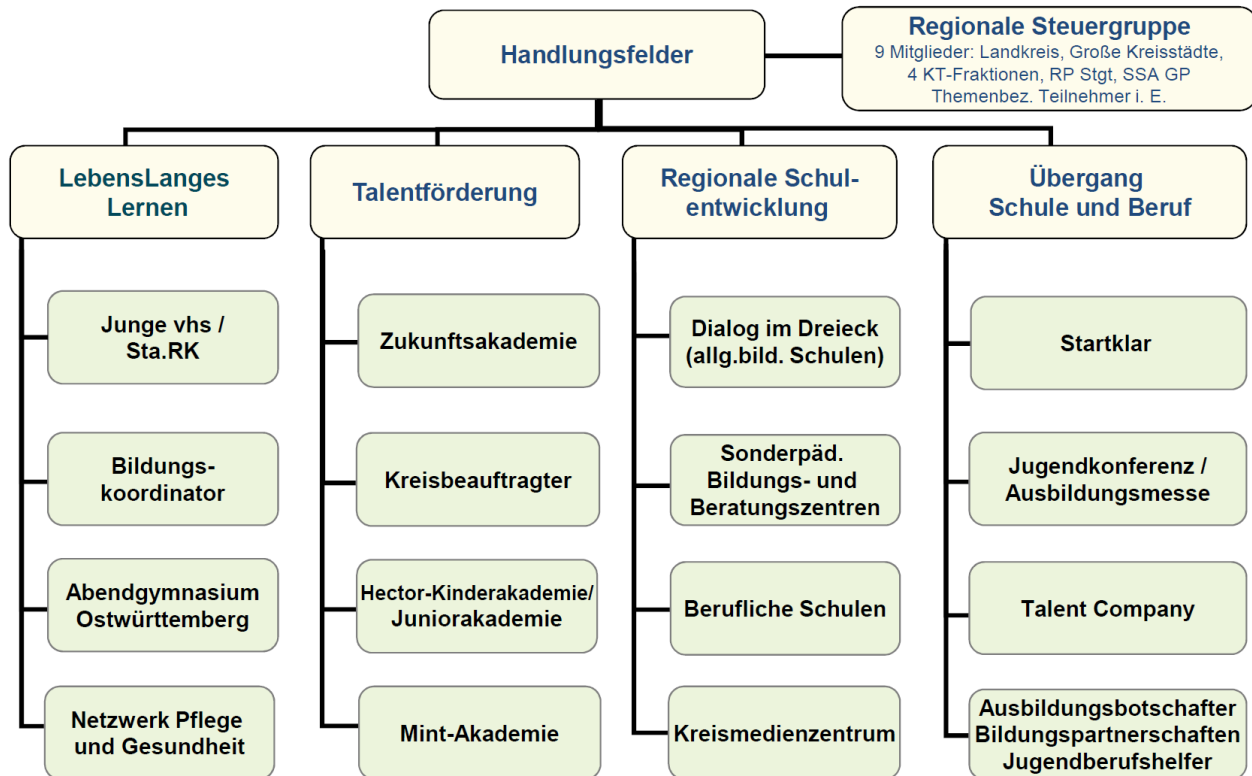 Handlungsfelder
Regionale Steuergruppe
9 Mitglieder: Landkreis, Große Kreisstädte,
4 KT-Fraktionen, RP Stgt, SSA GP
Themenbez. Teilnehmer i. E.
LebensLanges
Lernen
Junge vhs /
Sta.RK
Bildungs-
koordinator
Abendgymnasium
Ostwürttemberg
Netzwerk Pflege
und Gesundheit
Talentförderung
Zukunftsakademie
Kreisbeauftragter
Hector-Kinderakademie/
Juniorakademie
Mint-Akademie
Regionale Schul-
entwicklung
Dialog im Dreieck
(allg.bild. Schulen)
Sonderpäd.
Bildungs- und
Beratungszentren
Berufliche Schulen
Kreismedienzentrum
Übergang
Schule und Beruf
Startklar
Jugendkonferenz /
Ausbildungsmesse
Talent Company
Ausbildungsbotschafter
Bildungspartnerschaften
Jugendberufshelfer